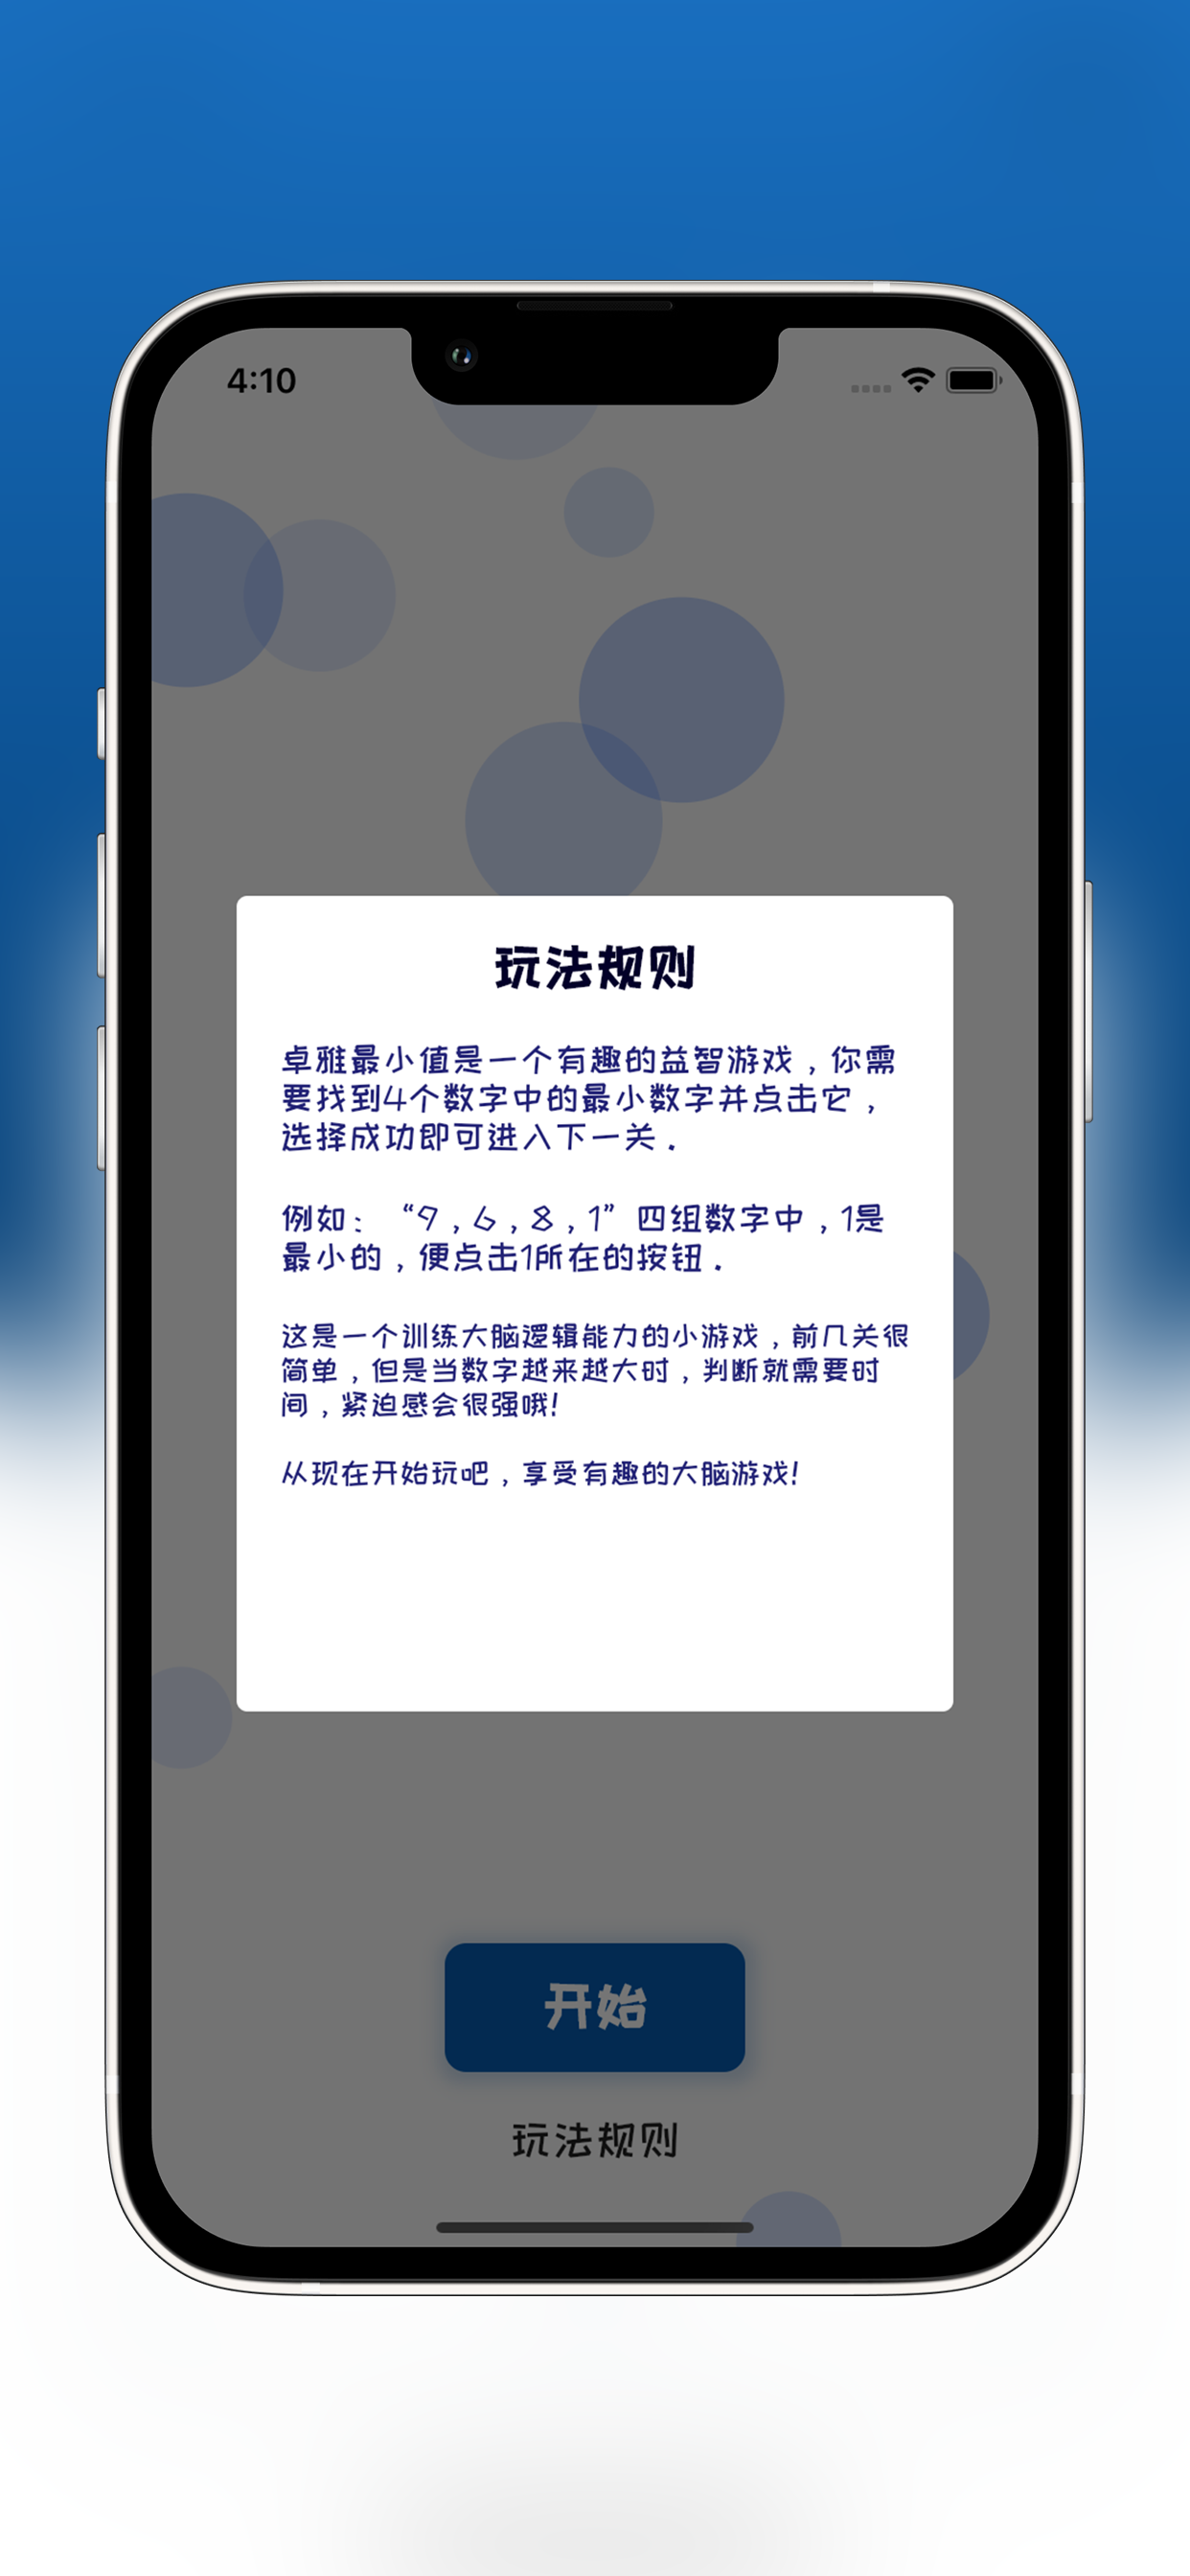 4:10
玩法规则
卓雅最小值是一个有趣的益智游戏，你需
要找到4个数字中的最小数字并点击它，
选择成功即可进入下一关．
例如：“9，6，8，1”四组数字中，1是
最小的，便点击1所在的按钮．
这是一个训练大脑逻辑能力的小游戏，前几关很
简单，但是当数字越来越大时，判断就需要时
间，紧迫感会很强哦！
从现在开始玩吧，享受有趣的大脑游戏！
开始
玩法规则